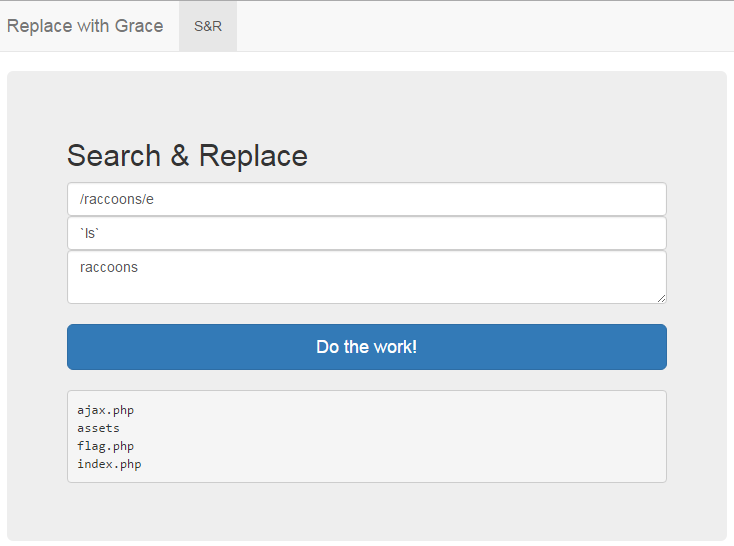 Replace with Grace S&R
Search & Replace
/raccoons/e
`ls`
raccoons
Do the work!
ajax.php
assets
flag.php
index.php